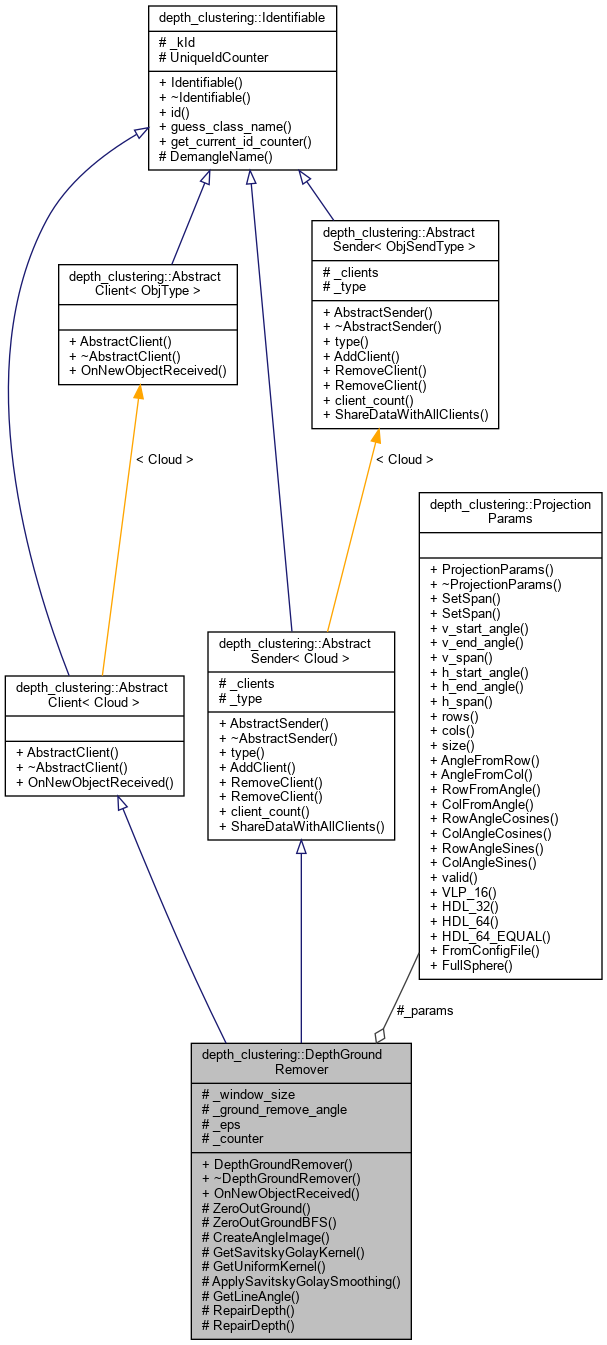 depth_clustering::Identifiable
# _kId
# UniqueIdCounter
+ Identifiable()
+ ~Identifiable()
+ id()
+ guess_class_name()
+ get_current_id_counter()
# DemangleName()
depth_clustering::Abstract
Sender< ObjSendType >
# _clients
# _type
+ AbstractSender()
+ ~AbstractSender()
+ type()
+ AddClient()
+ RemoveClient()
+ RemoveClient()
+ client_count()
+ ShareDataWithAllClients()
depth_clustering::Abstract
Client< ObjType >
+ AbstractClient()
+ ~AbstractClient()
+ OnNewObjectReceived()
< Cloud >
< Cloud >
depth_clustering::Projection
Params
+ ProjectionParams()
+ ~ProjectionParams()
+ SetSpan()
+ SetSpan()
+ v_start_angle()
+ v_end_angle()
+ v_span()
+ h_start_angle()
+ h_end_angle()
+ h_span()
+ rows()
+ cols()
+ size()
+ AngleFromRow()
+ AngleFromCol()
+ RowFromAngle()
+ ColFromAngle()
+ RowAngleCosines()
+ ColAngleCosines()
+ RowAngleSines()
+ ColAngleSines()
+ valid()
+ VLP_16()
+ HDL_32()
+ HDL_64()
+ HDL_64_EQUAL()
+ FromConfigFile()
+ FullSphere()
depth_clustering::Abstract
Sender< Cloud >
# _clients
# _type
+ AbstractSender()
+ ~AbstractSender()
+ type()
+ AddClient()
+ RemoveClient()
+ RemoveClient()
+ client_count()
+ ShareDataWithAllClients()
depth_clustering::Abstract
Client< Cloud >
+ AbstractClient()
+ ~AbstractClient()
+ OnNewObjectReceived()
#_params
depth_clustering::DepthGround
Remover
# _window_size
# _ground_remove_angle
# _eps
# _counter
+ DepthGroundRemover()
+ ~DepthGroundRemover()
+ OnNewObjectReceived()
# ZeroOutGround()
# ZeroOutGroundBFS()
# CreateAngleImage()
# GetSavitskyGolayKernel()
# GetUniformKernel()
# ApplySavitskyGolaySmoothing()
# GetLineAngle()
# RepairDepth()
# RepairDepth()